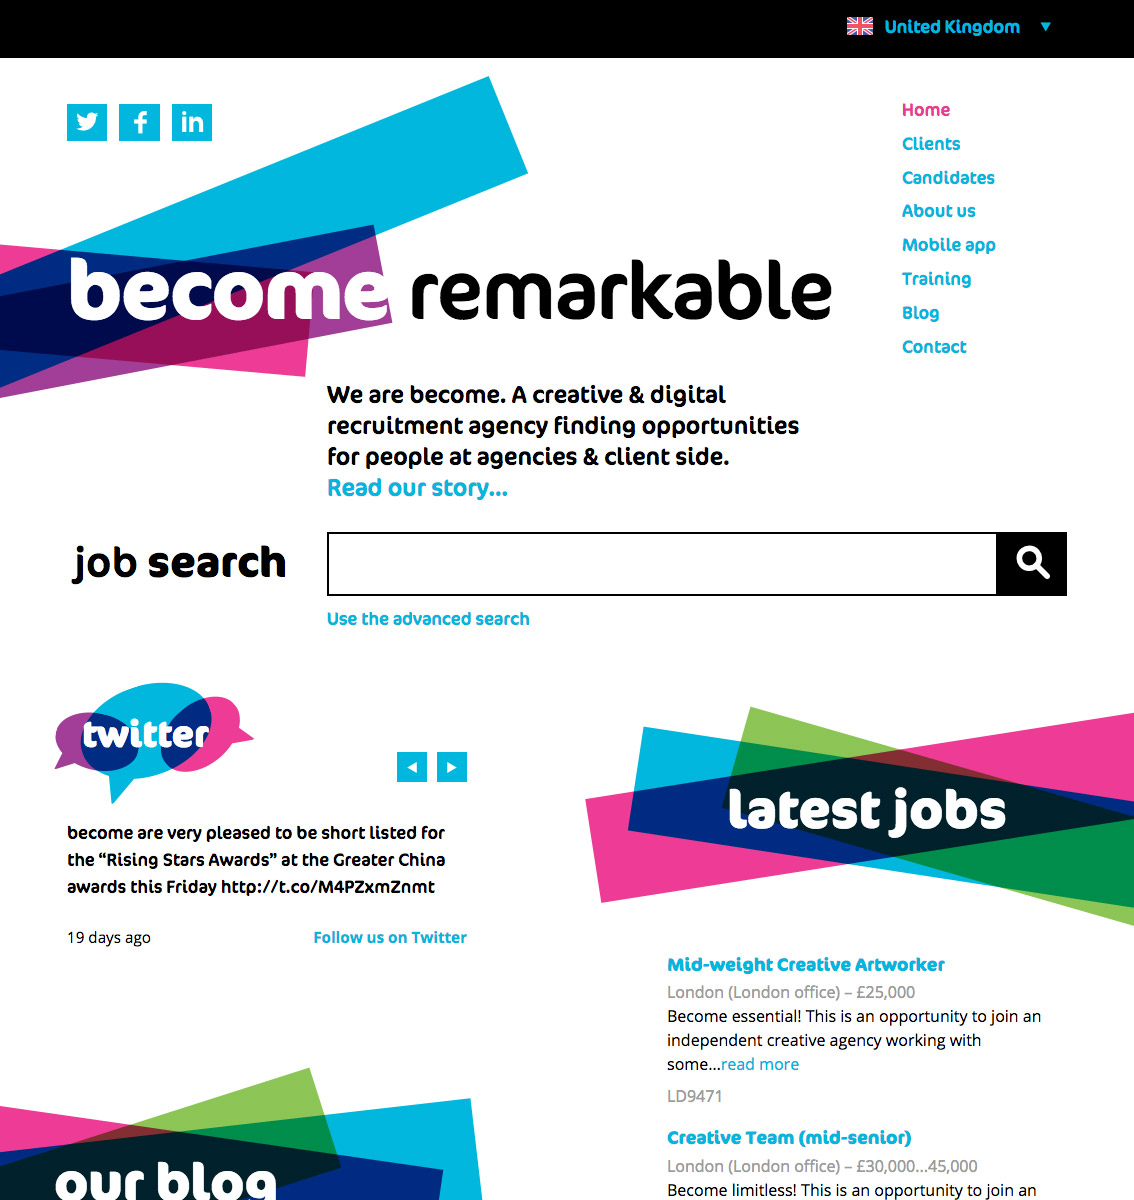 United Kingdom
Home
Clients
Candidates
About us
Mobile app
Training
Blog
Contact
become remarkable
We are become. A creative & digital
recruitment agency finding opportunities
for people at agencies & client side.
Read our story...
job search
Use the advanced search
twitter
become are very pleased to be short listed for
the “Rising Stars Awards” at the Greater China
awards this Friday http://t.co/M4PZxmZnmt
19 days ago
Follow us on Twitter
latest jobs
Mid-weight Creative Artworker
London (London office) – £25,000
Become essential! This is an opportunity to join an
independent creative agency working with
some...read more
LD9471
Creative Team (mid-senior)
London (London office) – £30,000...45,000
Become limitless! This is an opportunity to join an
our blog